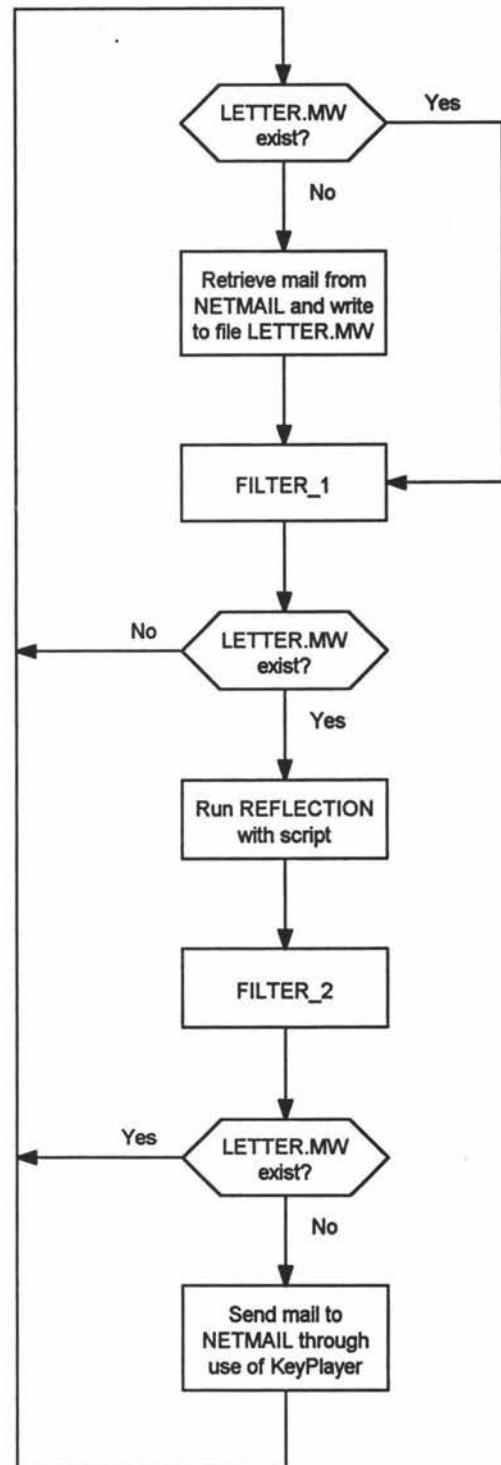 LETTER.MW
exist?
Yes
No
Retrieve mail from
NETMAIL and write
to file LETTER.MW
FILTER_1
No
LETTER.MW
exist?
Yes
Run REFLECTION
with script
FILTER_2
Yes
LETTER.MW
exist?
No
Send mail to
NETMAIL through
use of KeyPlayer